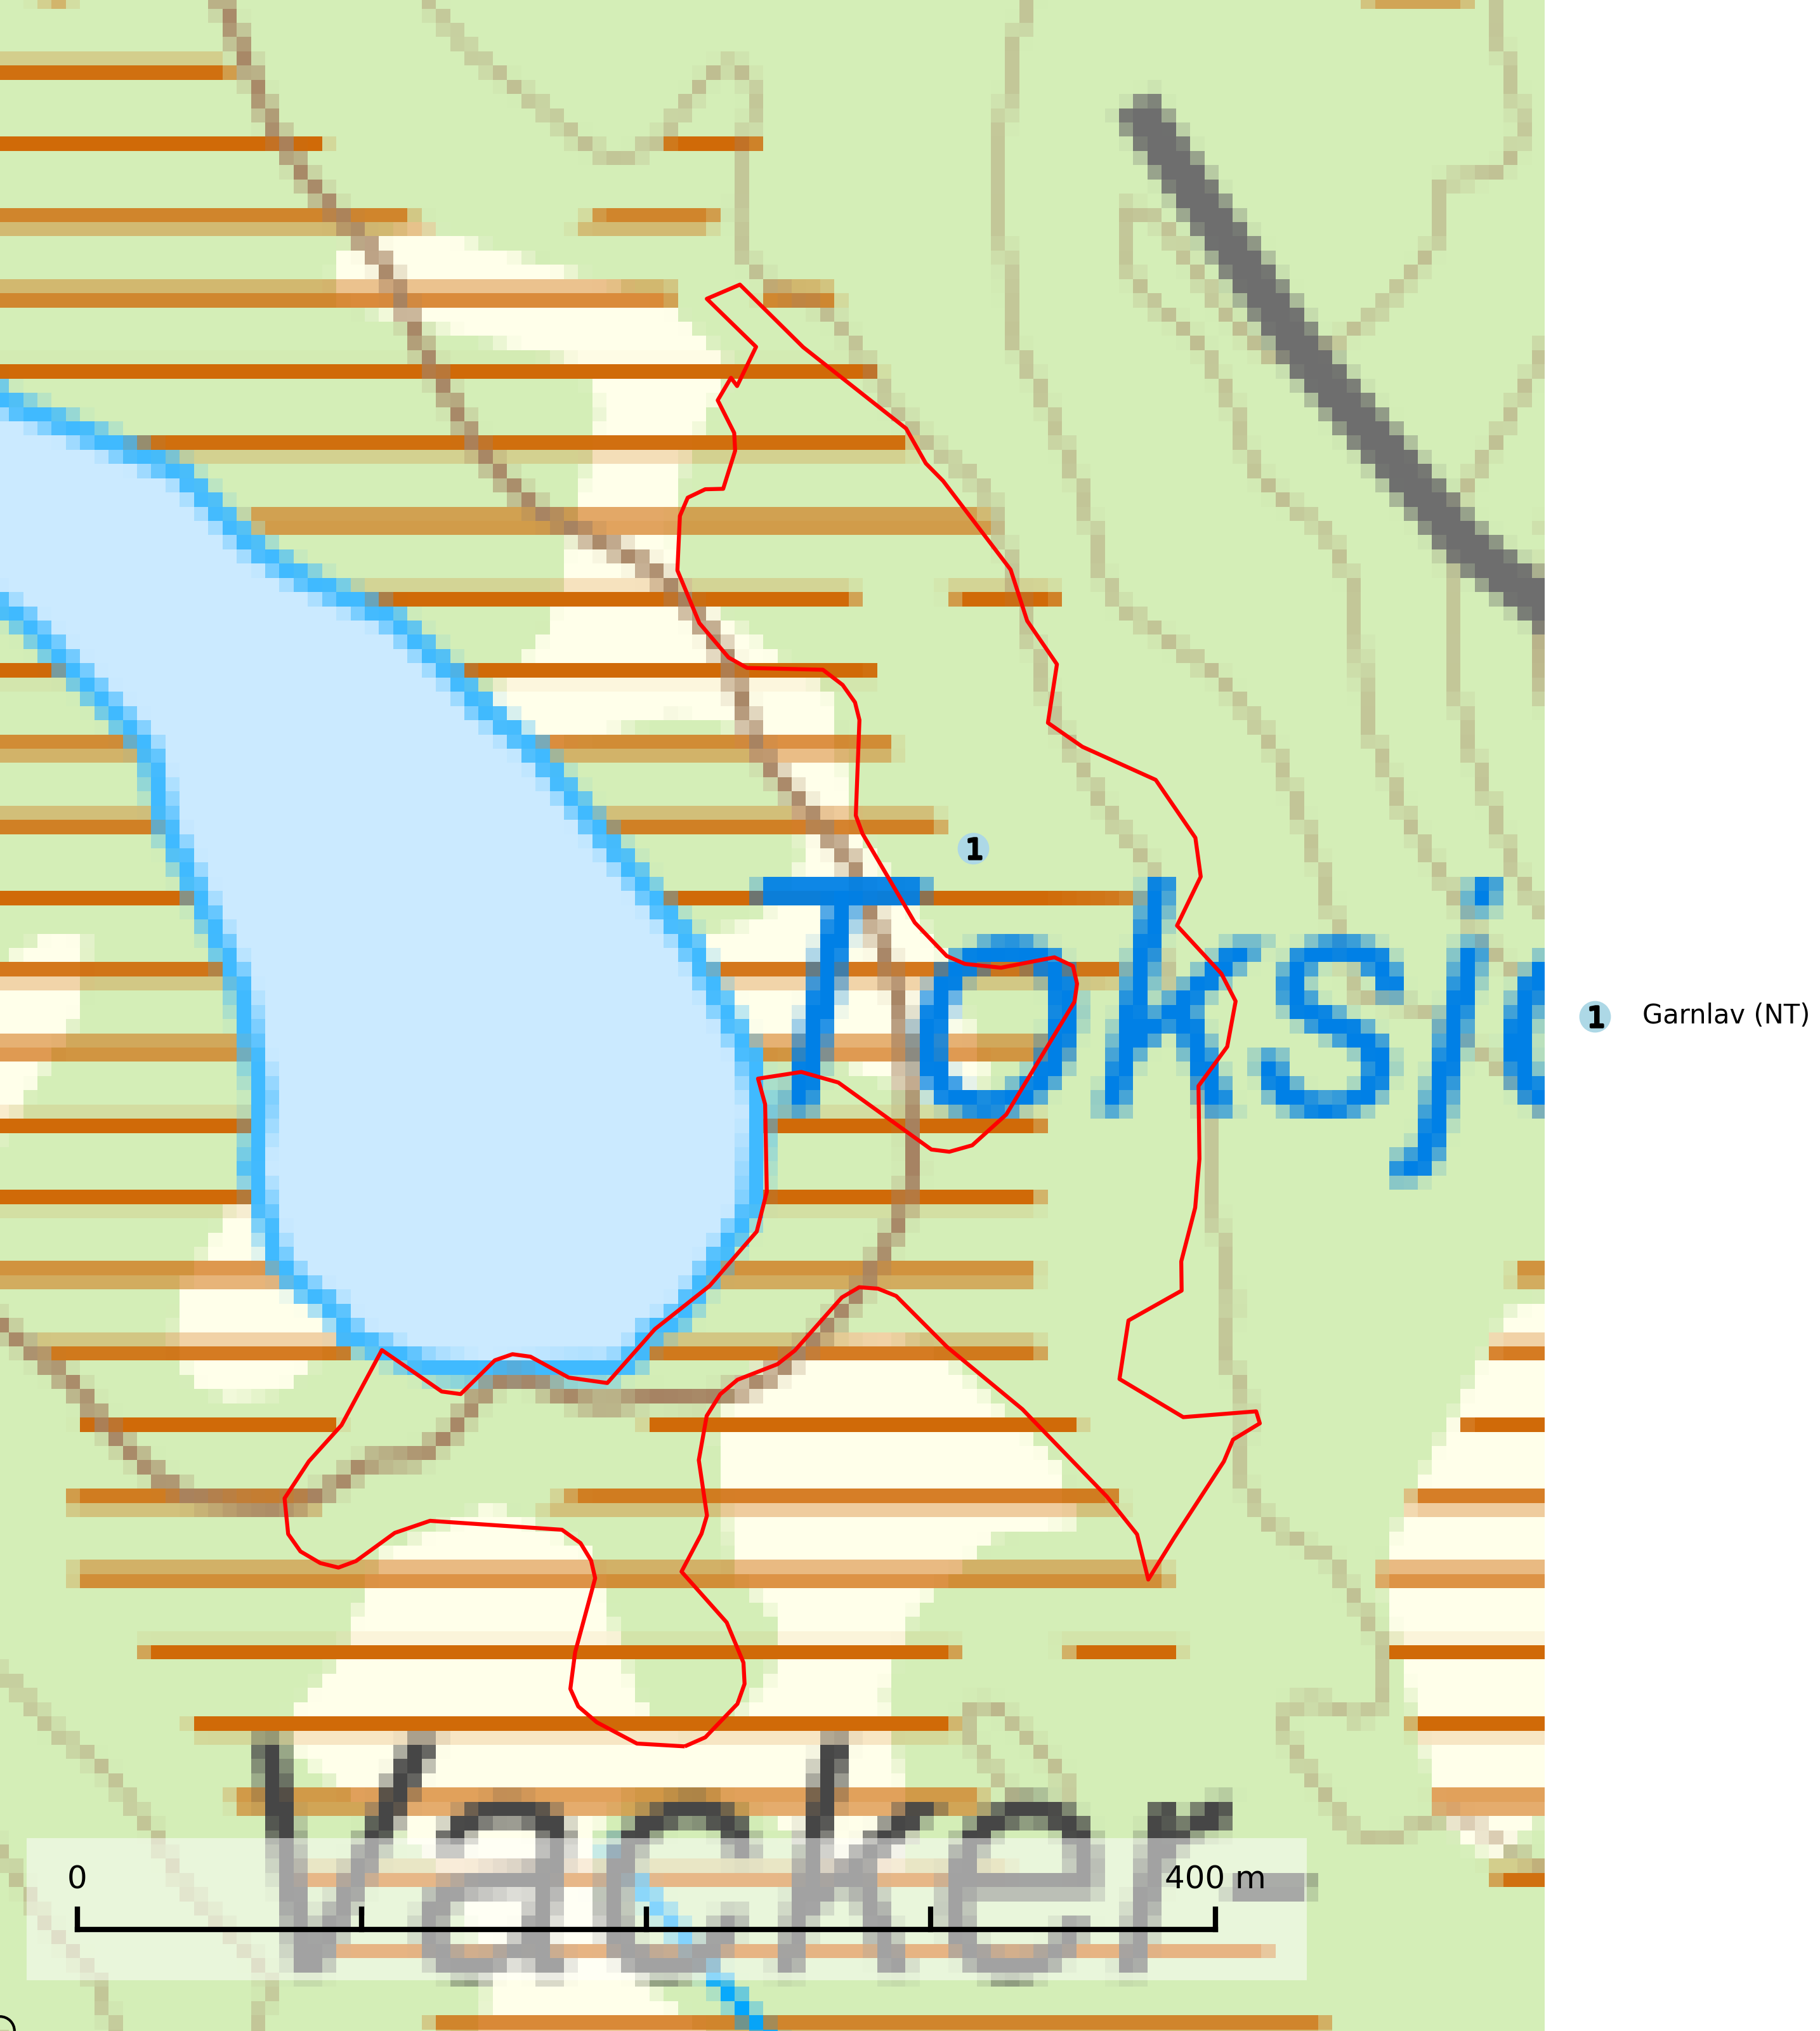 1
Toksjö
1 Garnlav (NT)
Vacker-
0 400 m